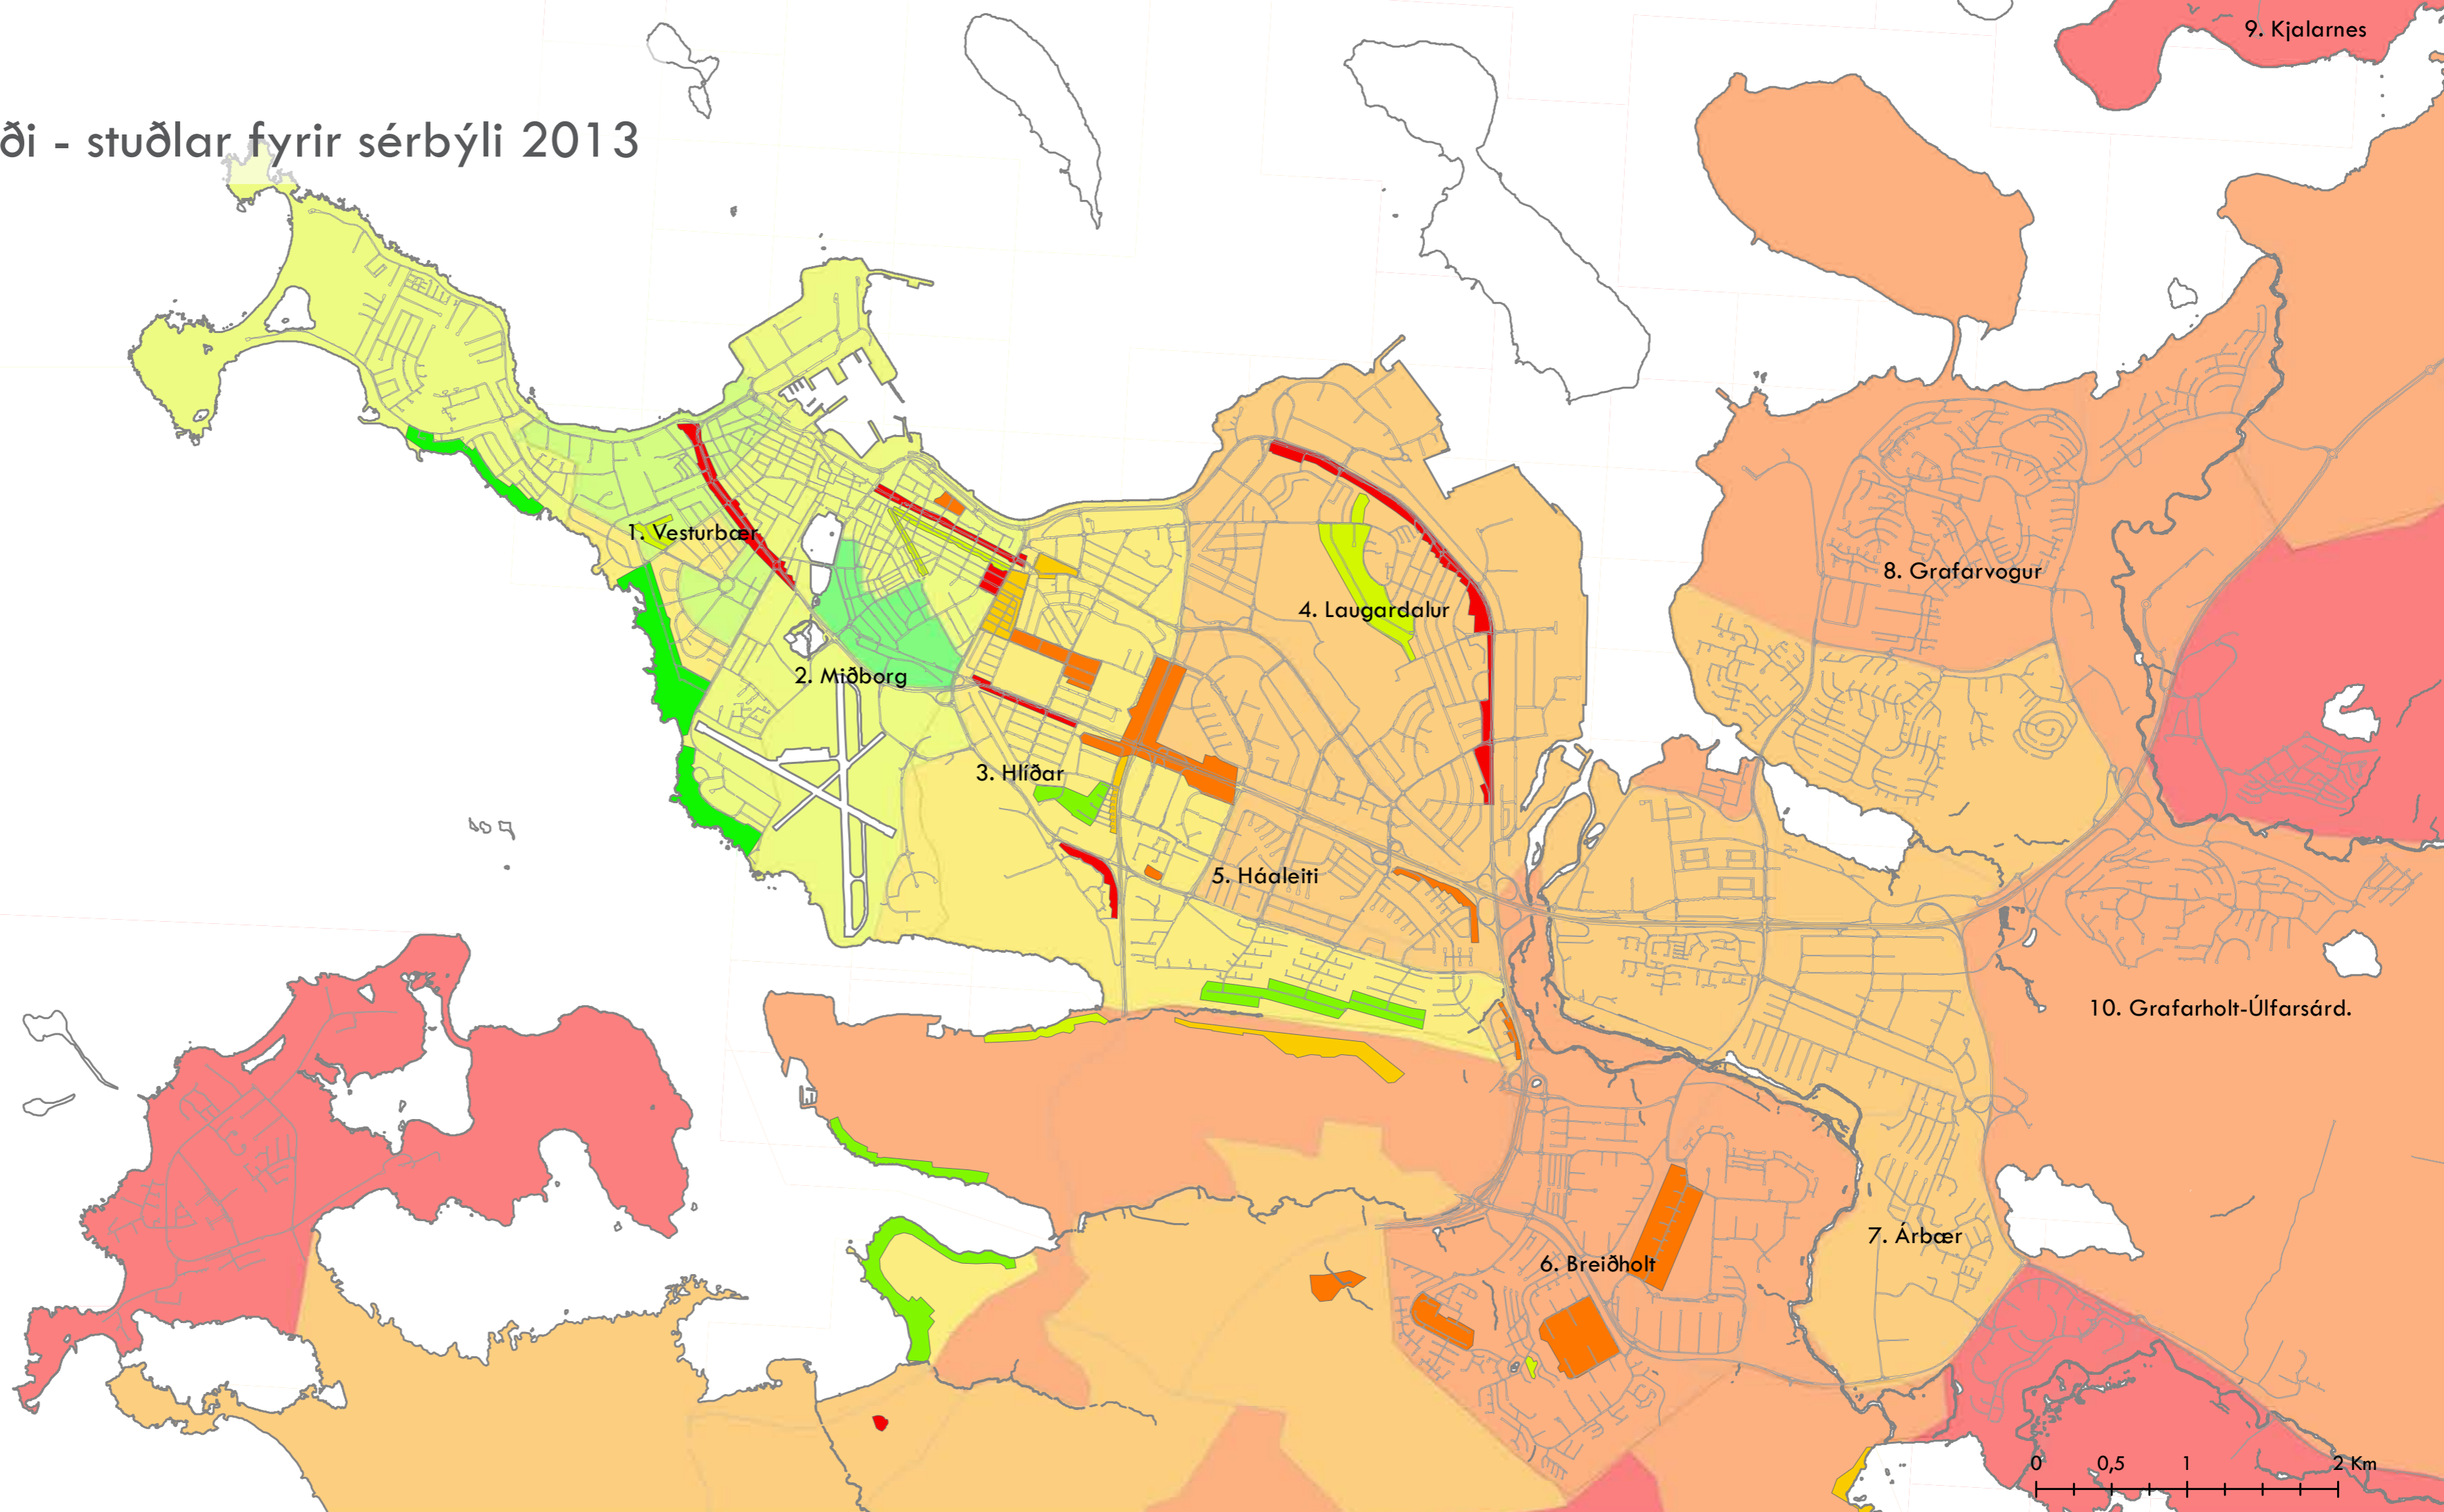 9. Kjalarnes
ði - stuðlar fyrir sérbýli 2013
1. Vesturbær
8. Grafarvogur
4. Laugardalur
2. Miðborg
3. Hlíðar
5. Háaleiti
10. Grafarholt-Úlfarsárd.
7. Árbær
6. Breiðholt
0 0,5 1 2 Km